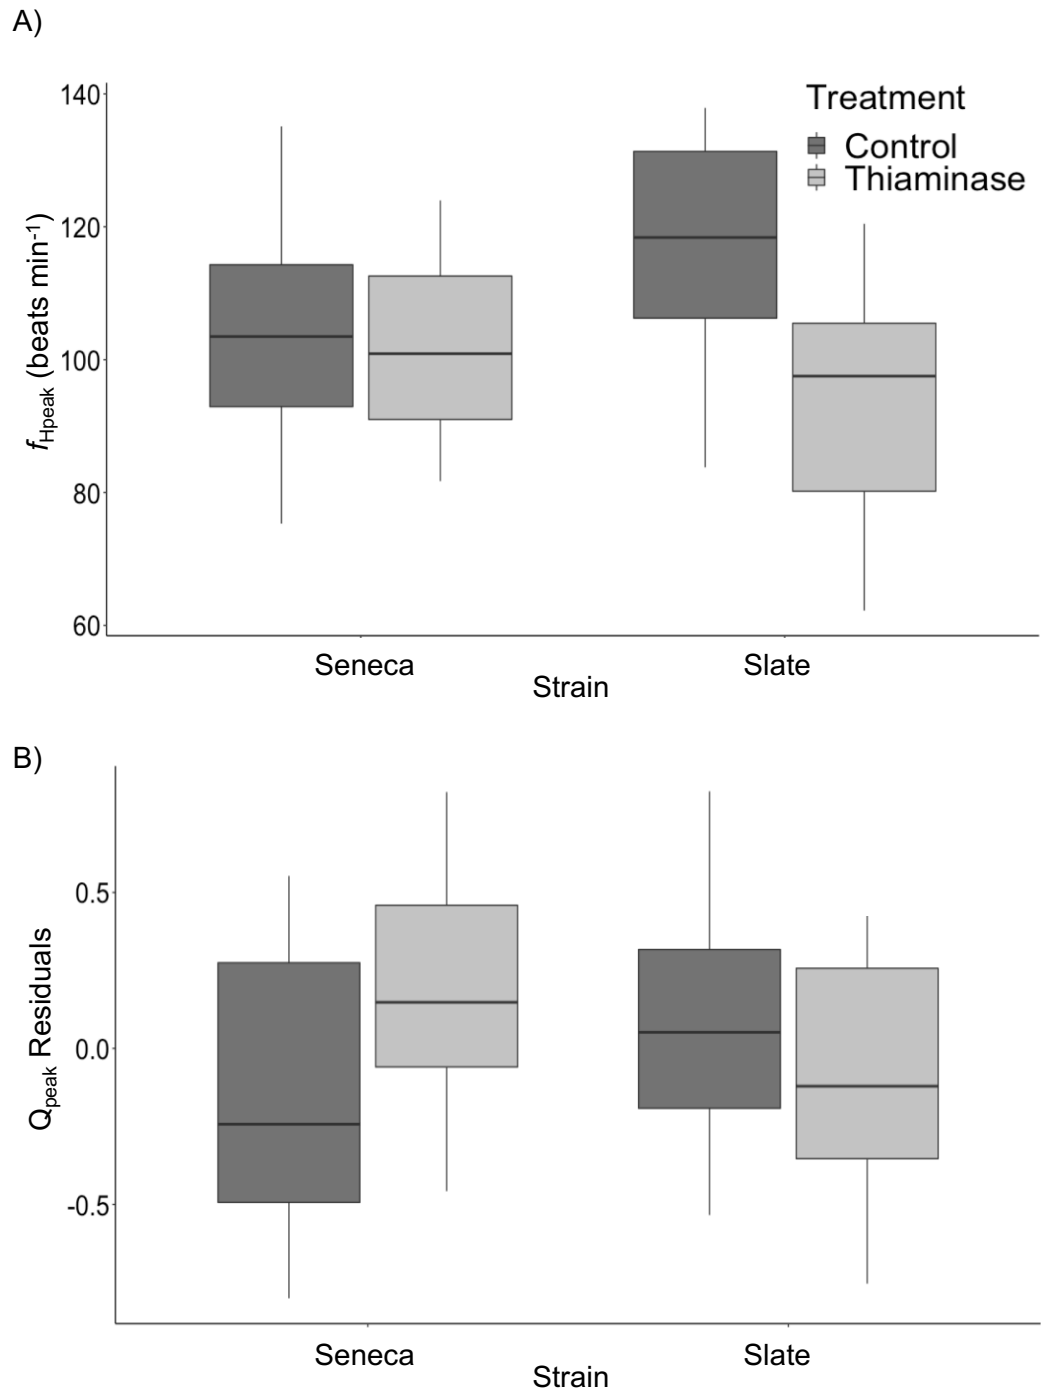 A)
Treatment
Control
Thiaminase
140
120
100
80
60
fHpeak (beats min-1)
Seneca
Slate
Strain
B)
0.5
0.0
-0.5
Qpeak Residuals
Seneca
Slate
Strain